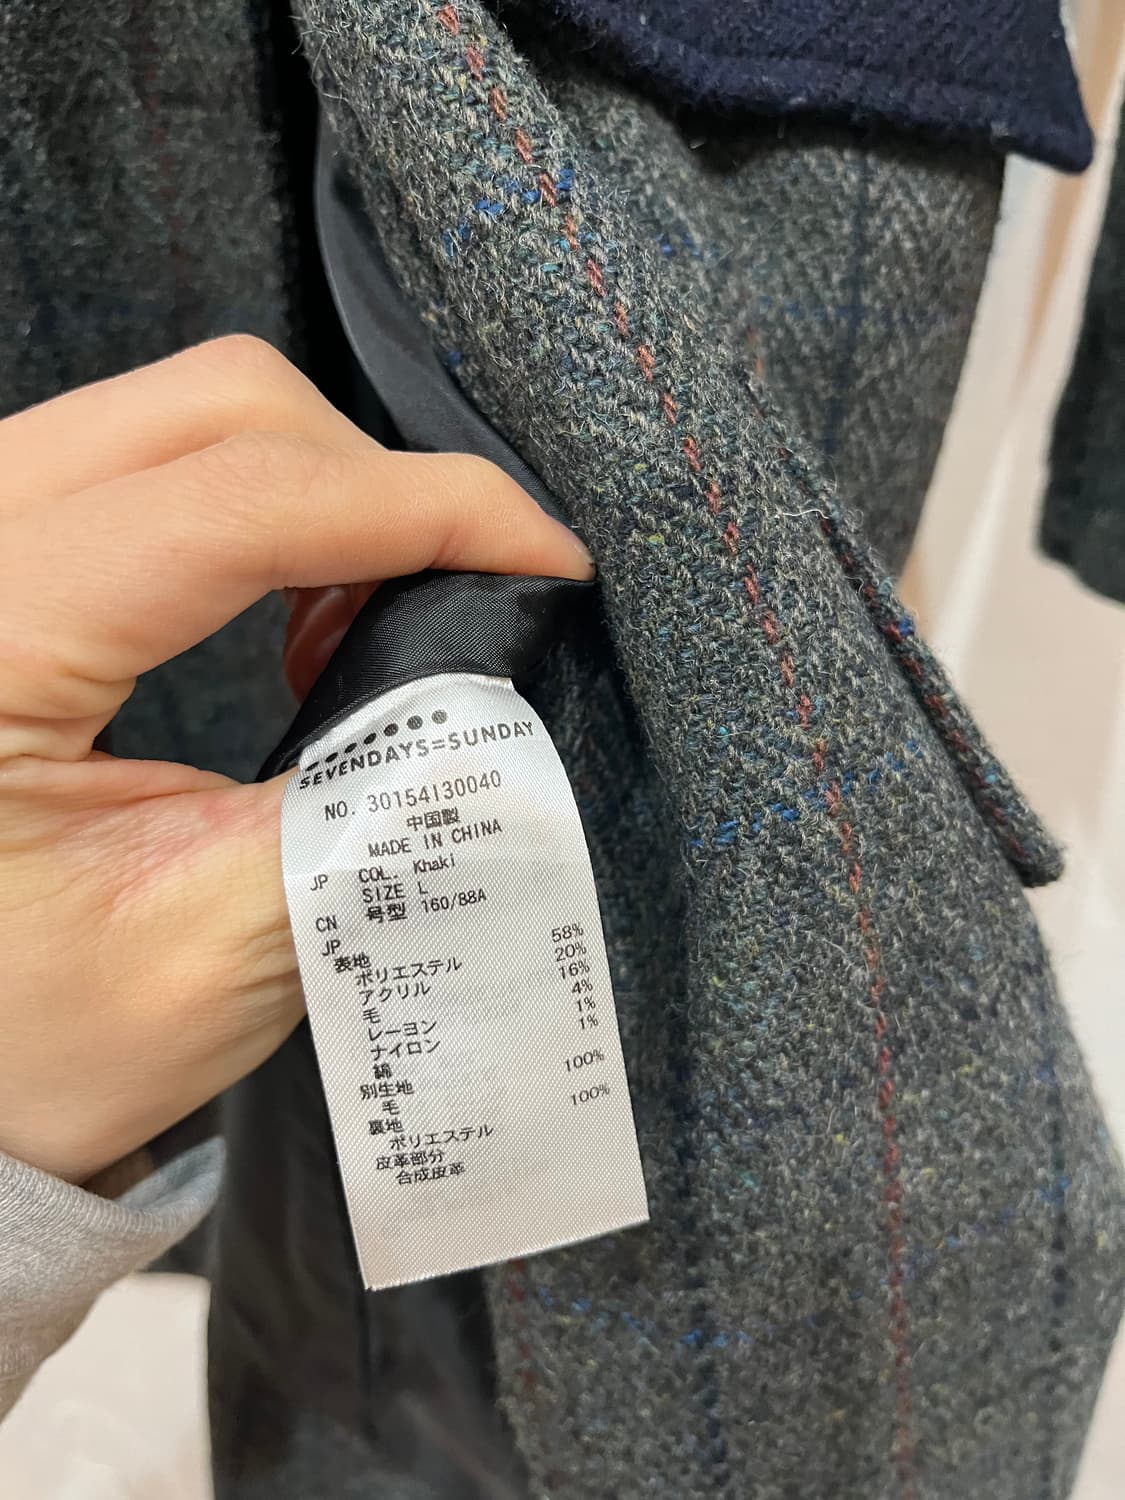 SEVENDAYS=SUNDAY
NO. 30154130040
中国製
MADE IN CHINA
JP COL. Khaki
SIZE L
CN 号型 160/88A
JP
表地
ポリエステル 58%
アクリル 20%
毛 16%
レーヨン 4%
ナイロン 1%
綿 1%
別生地
毛 100%
裏地
ポリエステル 100%
皮革部分
合成皮革